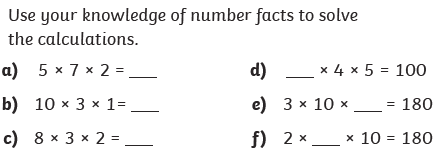 Use your knowledge of number facts to solve
the calculations.
a) 5 × 7 × 2 = ___
b) 10 × 3 × 1= ___
c) 8 × 3 × 2 = ___
d) ___ × 4 × 5 = 100
e) 3 × 10 × ___ = 180
f) 2 × ___ × 10 = 180